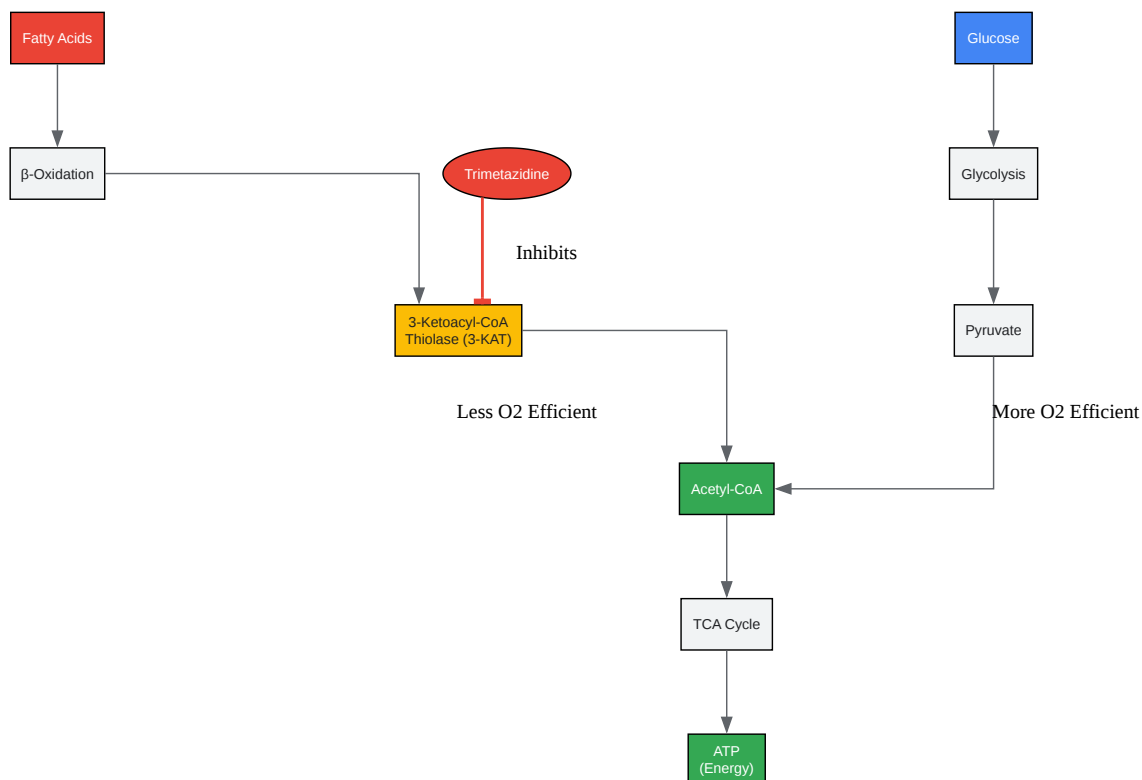 Fatty Acids
Glucose
β-Oxidation
Trimetazidine
Glycolysis
Inhibits
3-Ketoacyl-CoA
Thiolase (3-KAT)
Pyruvate
Less O2 Efficient
More O2 Efficient
Acetyl-CoA
TCA Cycle
ATP
(Energy)